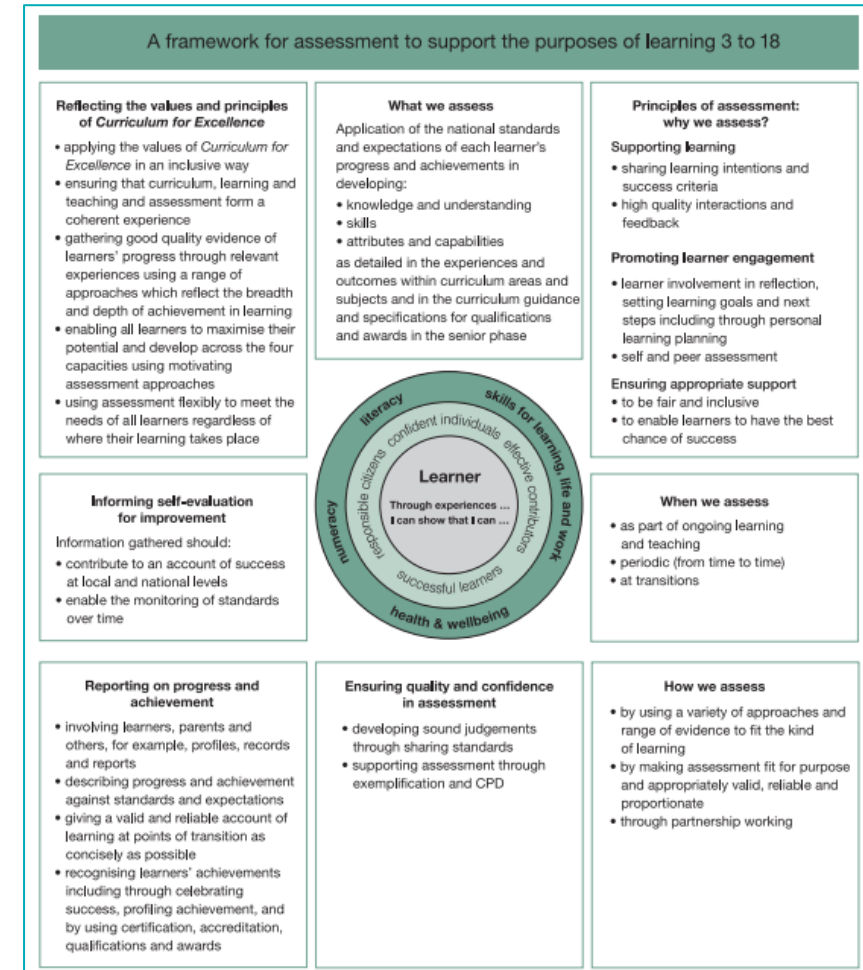 A framework for assessment to support the purposes of learning 3 to 18
Reflecting the values and principles
of Curriculum for Excellence
• applying the values of Curriculum for
Excellence in an inclusive way
• ensuring that curriculum, learning and
teaching and assessment form a
coherent experience
• gathering good quality evidence of
learners' progress through relevant
experiences using a range of
approaches which reflect the breadth
and depth of achievement in learning
• enabling all learners to maximise their
potential and develop across the four
capacities using motivating
assessment approaches
• using assessment flexibly to meet the
needs of all learners regardless of
where their learning takes place
What we assess
Application of the national standards
and expectations of each learner's
progress and achievements in
developing:
• knowledge and understanding
• skills
• attributes and capabilities
as detailed in the experiences and
outcomes within curriculum areas and
subjects and in the curriculum guidance
and specifications for qualifications
and awards in the senior phase
Principles of assessment:
why we assess?
Supporting learning
• sharing learning intentions and
success criteria
• high quality interactions and
feedback
Promoting learner engagement
• learner involvement in reflection,
setting learning goals and next
steps including through personal
learning planning
• self and peer assessment
Ensuring appropriate support
• to be fair and inclusive
• to enable learners to have the best
chance of success
Informing self-evaluation
for improvement
Information gathered should:
• contribute to an account of success
at local and national levels
• enable the monitoring of standards
over time
literacy
skills for learning, life and work
health & wellbeing
numeracy
confident individuals
effective contributors
successful learners
responsible citizens
Learner
Through experiences ...
I can show that I can ...
When we assess
• as part of ongoing learning
and teaching
• periodic (from time to time)
• at transitions
Reporting on progress and
achievement
• involving learners, parents and
others, for example, profiles, records
and reports
• describing progress and achievement
against standards and expectations
• giving a valid and reliable account of
learning at points of transition as
concisely as possible
• recognising learners' achievements
including through celebrating
success, profiling achievement, and
by using certification, accreditation,
qualifications and awards
Ensuring quality and confidence
in assessment
• developing sound judgements
through sharing standards
• supporting assessment through
exemplification and CPD
How we assess
• by using a variety of approaches and
range of evidence to fit the kind
of learning
• by making assessment fit for purpose
and appropriately valid, reliable and
proportionate
• through partnership working